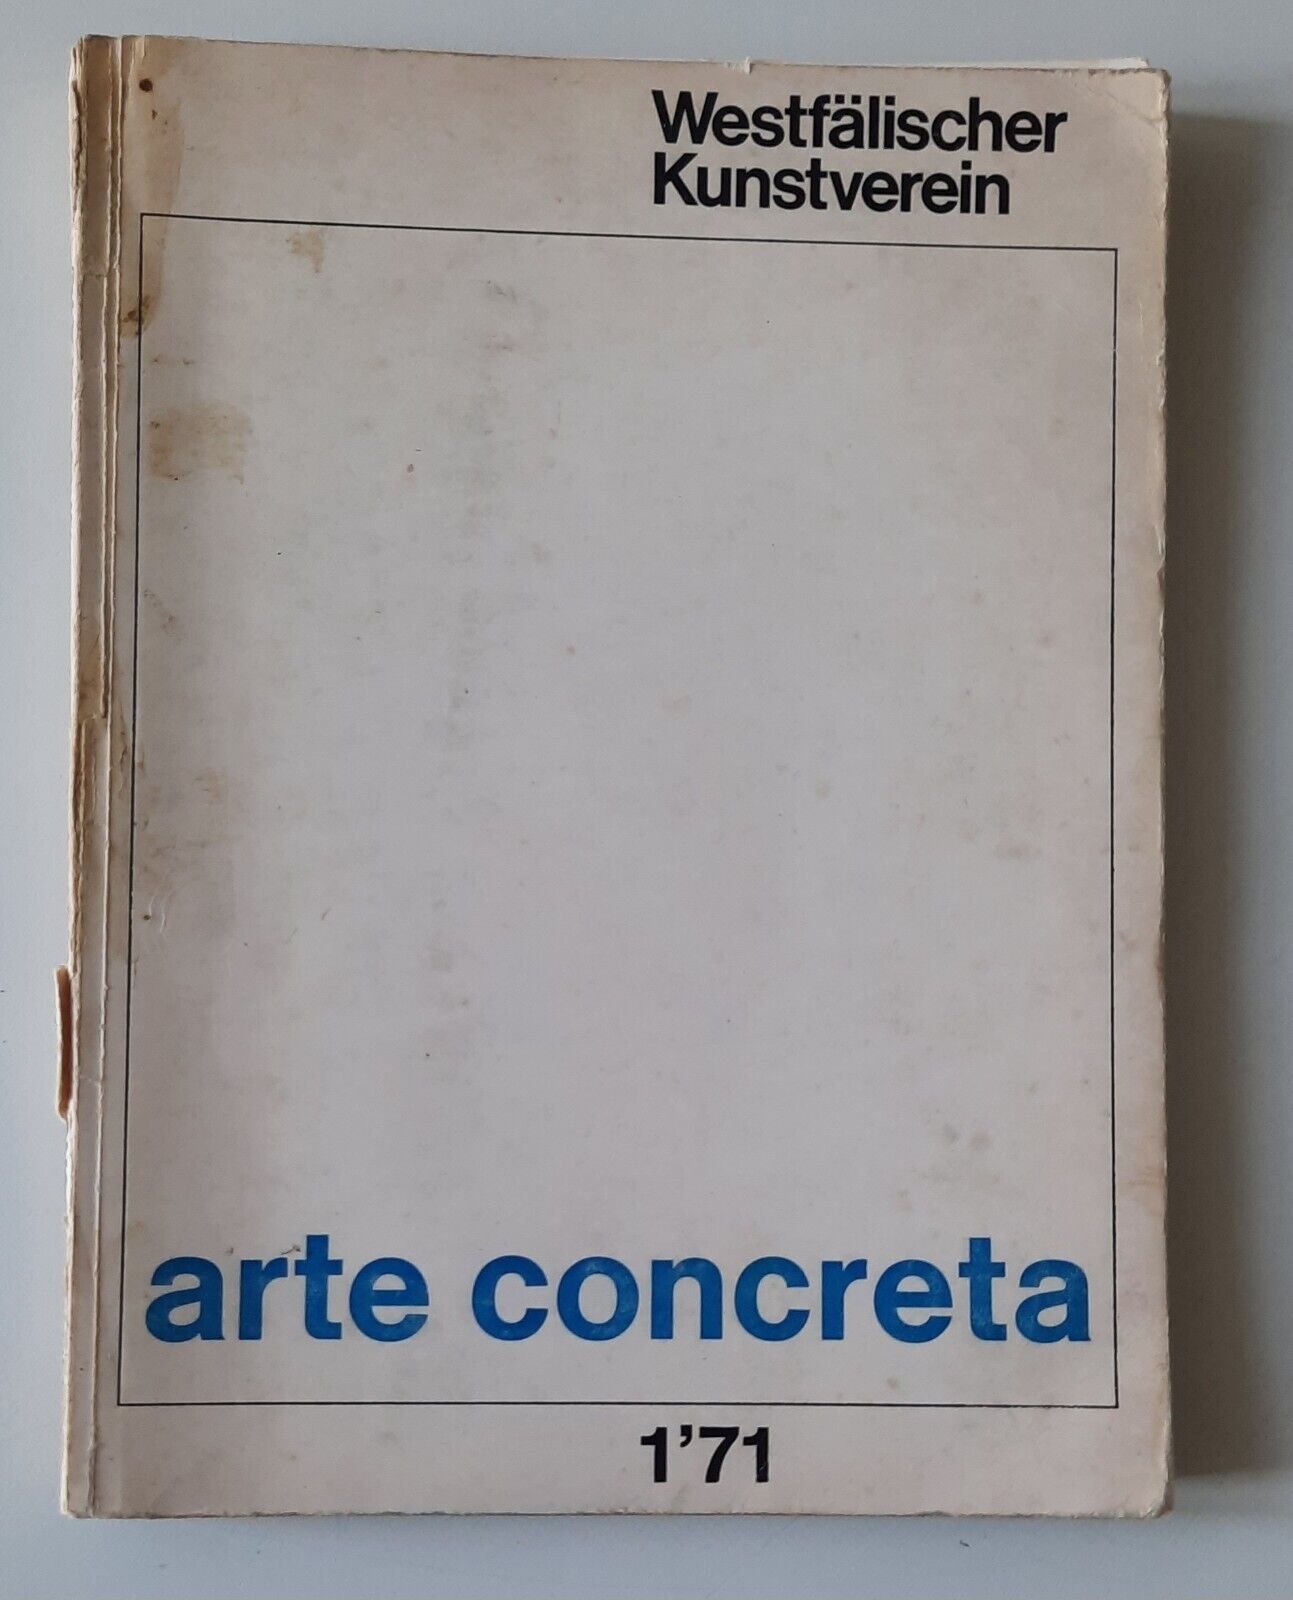 Westfälischer
Kunstverein
arte concreta
1'71